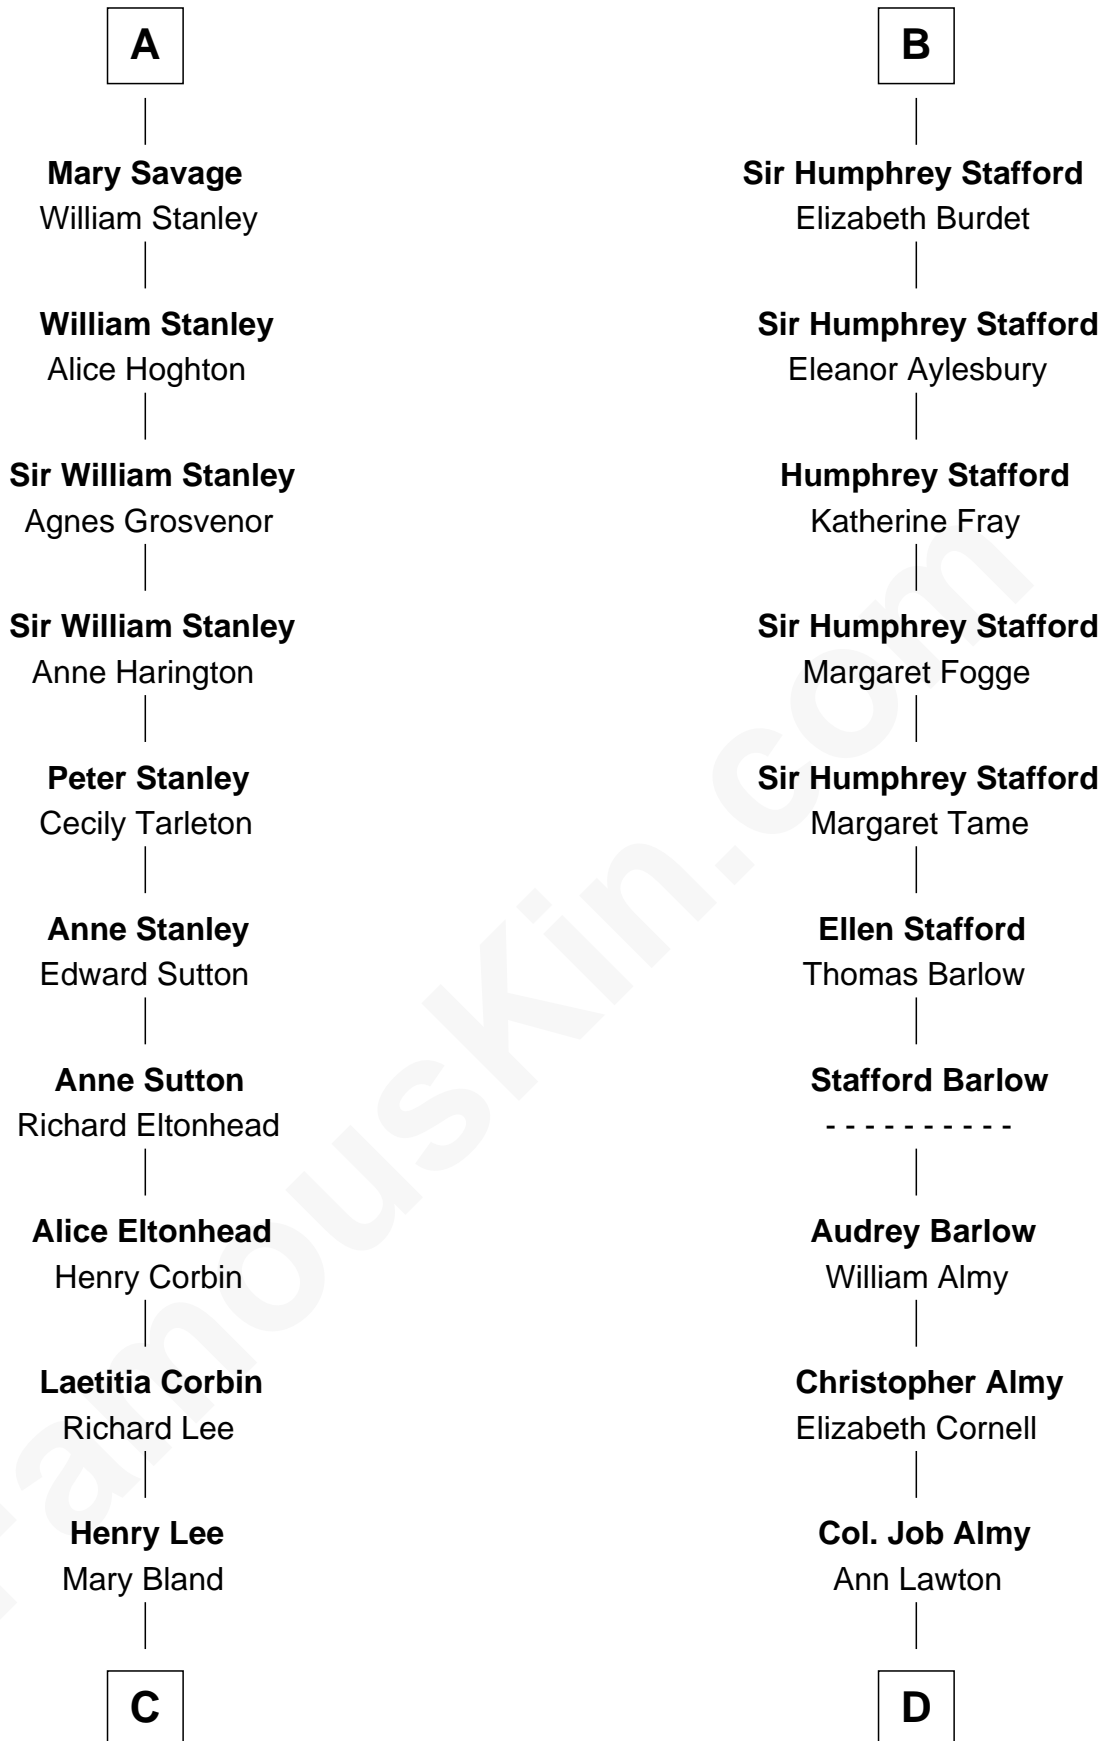 A
Mary Savage
William Stanley
William Stanley
Alice Hoghton
Sir William Stanley
Agnes Grosvenor
Sir William Stanley
Anne Harington
Peter Stanley
Cecily Tarleton
Anne Stanley
Edward Sutton
Anne Sutton
Richard Eltonhead
Alice Eltonhead
Henry Corbin
Laetitia Corbin
Richard Lee
Henry Lee
Mary Bland
C
B
Sir Humphrey Stafford
Elizabeth Burdet
Sir Humphrey Stafford
Eleanor Aylesbury
Humphrey Stafford
Katherine Fray
Sir Humphrey Stafford
Margaret Fogge
Sir Humphrey Stafford
Margaret Tame
Ellen Stafford
Thomas Barlow
Stafford Barlow
- - - - - - - - - -
Audrey Barlow
William Almy
Christopher Almy
Elizabeth Cornell
Col. Job Almy
Ann Lawton
D
FamousKin.com